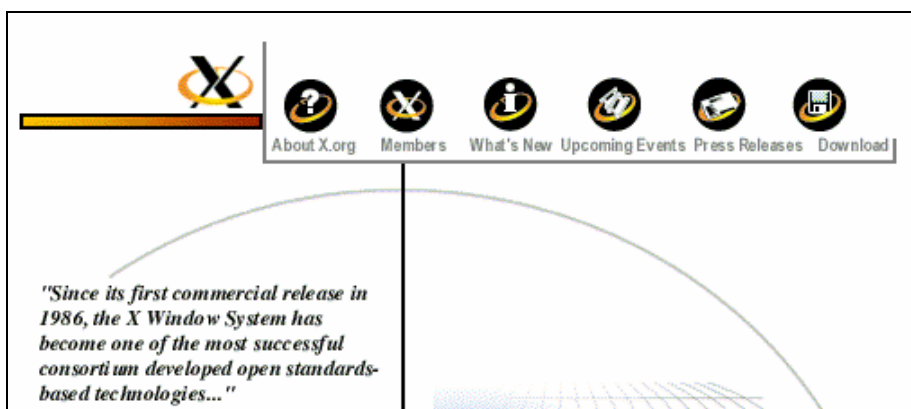 About X.org Members What's New Upcoming Events Press Releases Download
"Since its first commercial release in
1986, the X Window System has
become one of the most successful
consortium developed open standards-
based technologies..."